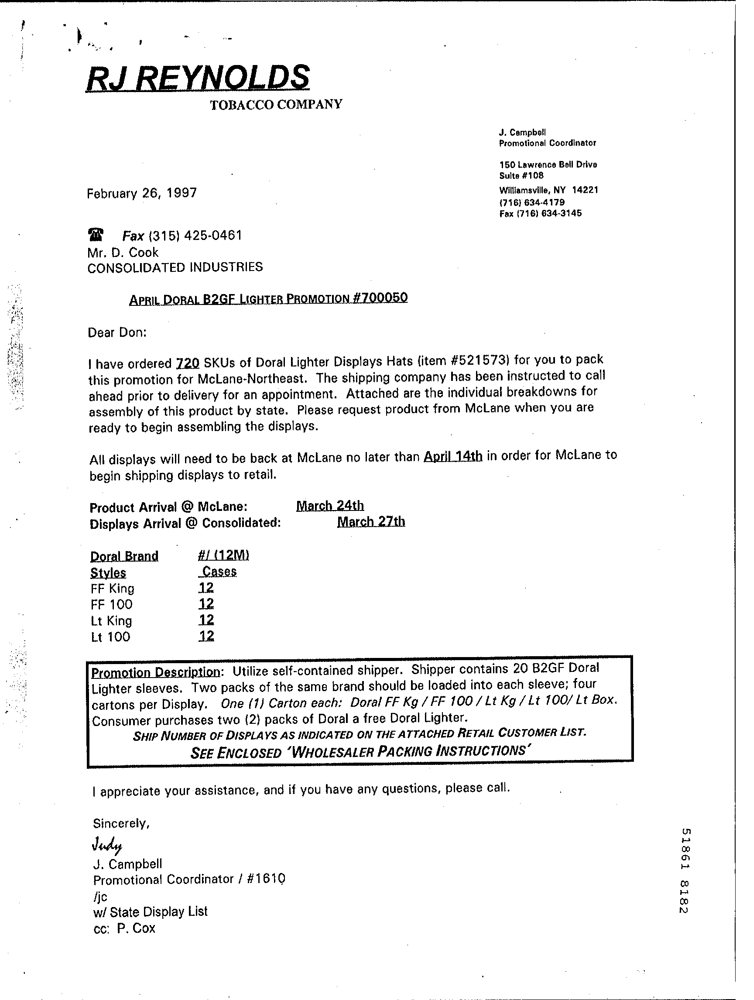 RJ REYNOLDS
TOBACCO COMPANY
J. Campbell
Promotional Coordinator
150 Lawrence Bell Drive
Suite #108
Williamsville, NY 14221
(716) 634-4179
Fax (716) 634-3145
February 26, 1997
☎ Fax (315) 425-0461
Mr. D. Cook
CONSOLIDATED INDUSTRIES
APRIL DORAL B2GF LIGHTER PROMOTION #700050
Dear Don:
I have ordered 720 SKUs of Doral Lighter Displays Hats (item #521573) for you to pack
this promotion for McLane-Northeast. The shipping company has been instructed to call
ahead prior to delivery for an appointment. Attached are the individual breakdowns for
assembly of this product by state. Please request product from McLane when you are
ready to begin assembling the displays.
All displays will need to be back at McLane no later than April 14th in order for McLane to
begin shipping displays to retail.
Product Arrival @ McLane: March 24th
Displays Arrival @ Consolidated: March 27th
Doral Brand #/ (12M)
Styles Cases
FF King 12
FF 100 12
Lt King 12
Lt 100 12
Promotion Description: Utilize self-contained shipper. Shipper contains 20 B2GF Doral
Lighter sleeves. Two packs of the same brand should be loaded into each sleeve; four
cartons per Display. One (1) Carton each: Doral FF Kg / FF 100 / Lt Kg / Lt 100/ Lt Box.
Consumer purchases two (2) packs of Doral a free Doral Lighter.
SHIP NUMBER OF DISPLAYS AS INDICATED ON THE ATTACHED RETAIL CUSTOMER LIST.
SEE ENCLOSED 'WHOLESALER PACKING INSTRUCTIONS'
I appreciate your assistance, and if you have any questions, please call.
Sincerely,
Judy
J. Campbell
Promotional Coordinator / #1610
/jc
w/ State Display List
cc: P. Cox
51861 8182